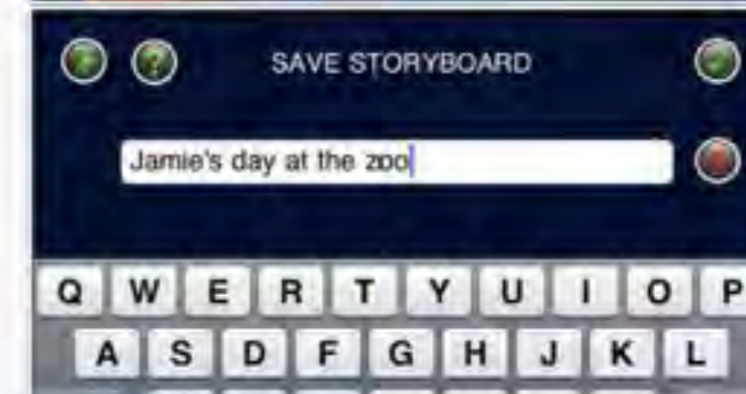 ?
SAVE STORYBOARD
Jamie's day at the zoo
Q W E R T Y U I O P
A S D F G H J K L